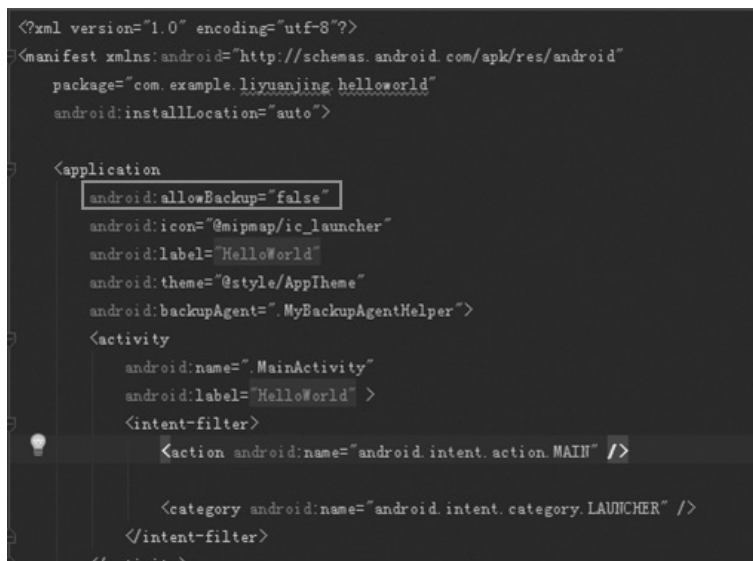 <?xml version="1.0" encoding="utf-8"?>
<manifest xmlns:android="http://schemas.android.com/apk/res/android"
package="com.example.liyuanjing.helloworld"
android:installLocation="auto">
<application
android:allowBackup="false"
android:icon="@mipmap/ic_launcher"
android:label="HelloWorld"
android:theme="@style/AppTheme"
android:backupAgent=".MyBackupAgentHelper">
<activity
android:name=".MainActivity"
android:label="HelloWorld" >
<intent-filter>
<action android:name="android.intent.action.MAIN" />
<category android:name="android.intent.category.LAUNCHER" />
</intent-filter>